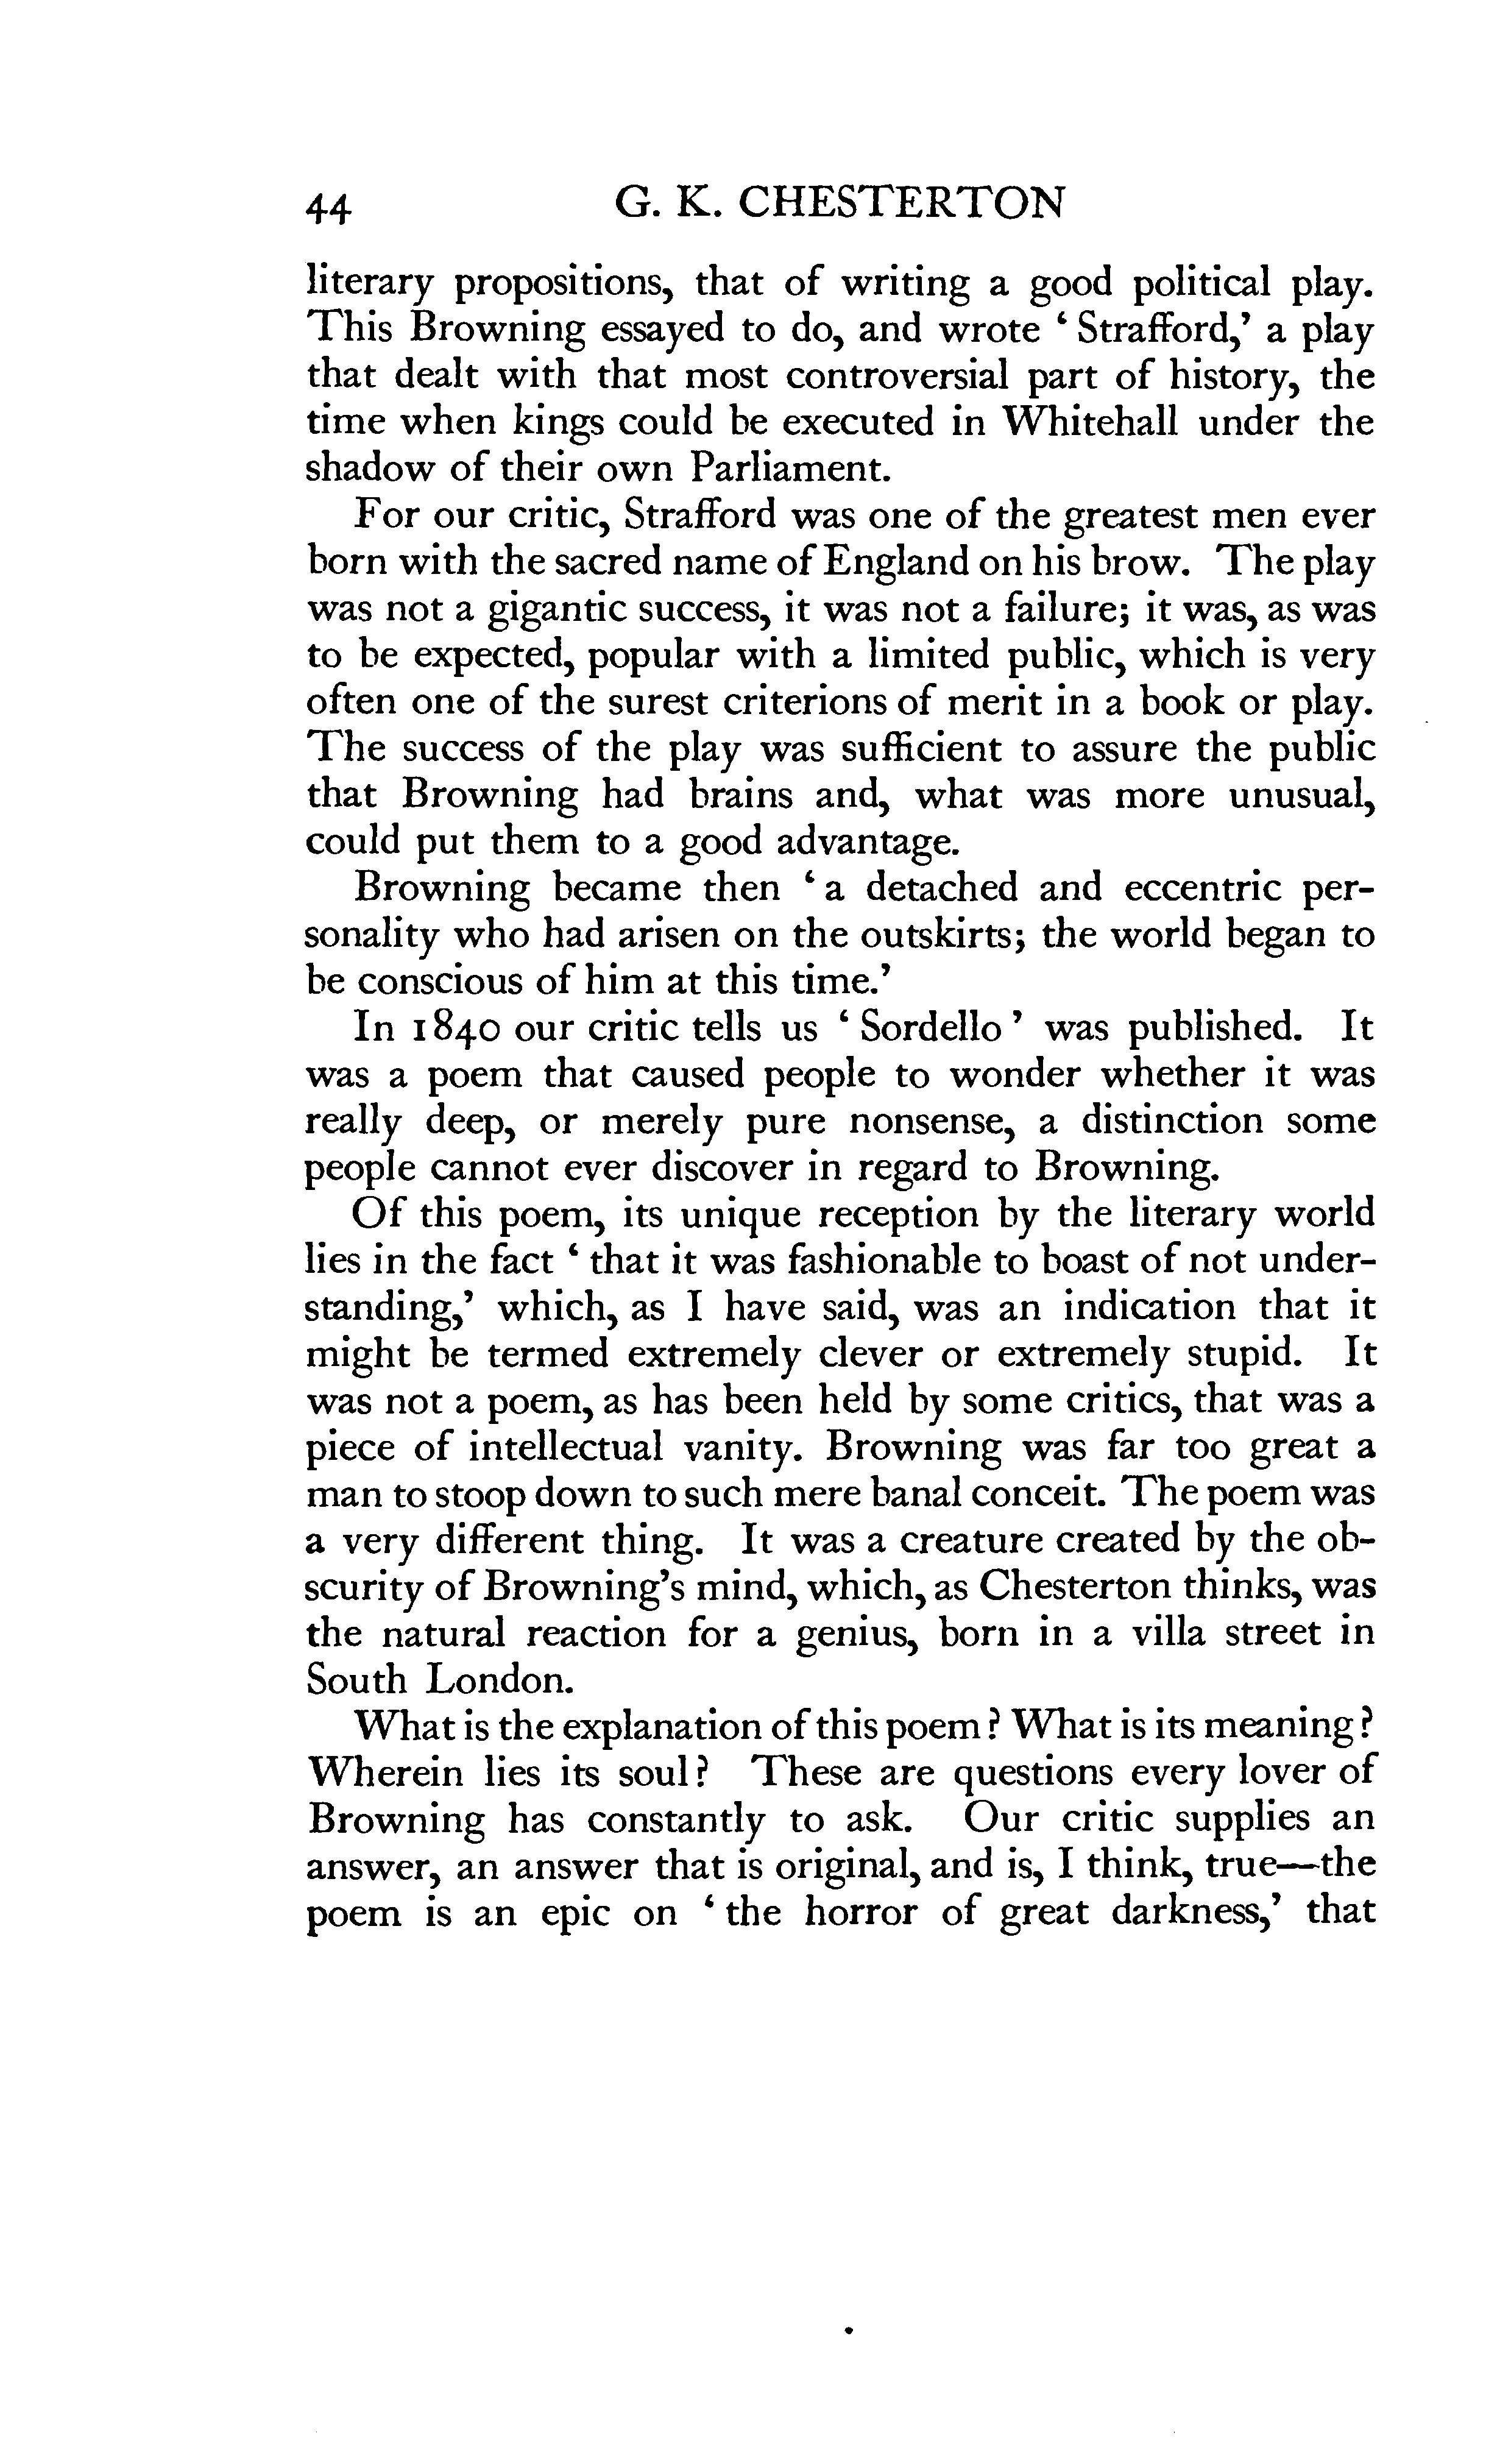 44 G. K. CHESTERTON
literary propositions, that of writing a good political play.
This Browning essayed to do, and wrote ‘ Strafford,’ a play
that dealt with that most controversial part of history, the
time when kings could be executed in Whitehall under the
shadow of their own Parliament.
For our critic, Strafford was one of the greatest men ever
born with the sacred name of England on his brow. The play
was not a gigantic success, it was not a failure; it was, as was
to be expected, popular with a limited public, which is very
often one of the surest criterions of merit in a book or play.
The success of the play was sufficient to assure the public
that Browning had brains and, what was more unusual,
could put them to a good advantage.
Browning became then ‘ a detached and eccentric per-
sonality who had arisen on the outskirts; the world began to
be conscious of him at this time.’
In 1840 our critic tells us ‘ Sordello ’ was published. It
was a poem that caused people to wonder whether it was
really deep, or merely pure nonsense, a distinction some
people cannot ever discover in regard to Browning.
Of this poem, its unique reception by the literary world
lies in the fact ‘ that it was fashionable to boast of not under-
standing,’ which, as I have said, was an indication that it
might be termed extremely clever or extremely stupid. It
was not a poem, as has been held by some critics, that was a
piece of intellectual vanity. Browning was far too great a
man to stoop down to such mere banal conceit. The poem was
a very different thing. It was a creature created by the ob-
scurity of Browning’s mind, which, as Chesterton thinks, was
the natural reaction for a genius, born in a villa street in
South London.
What is the explanation of this poem ? What is its meaning ?
Wherein lies its soul ? These are questions every lover of
Browning has constantly to ask. Our critic supplies an
answer, an answer that is original, and is, I think, true—the
poem is an epic on ‘ the horror of great darkness,’ that